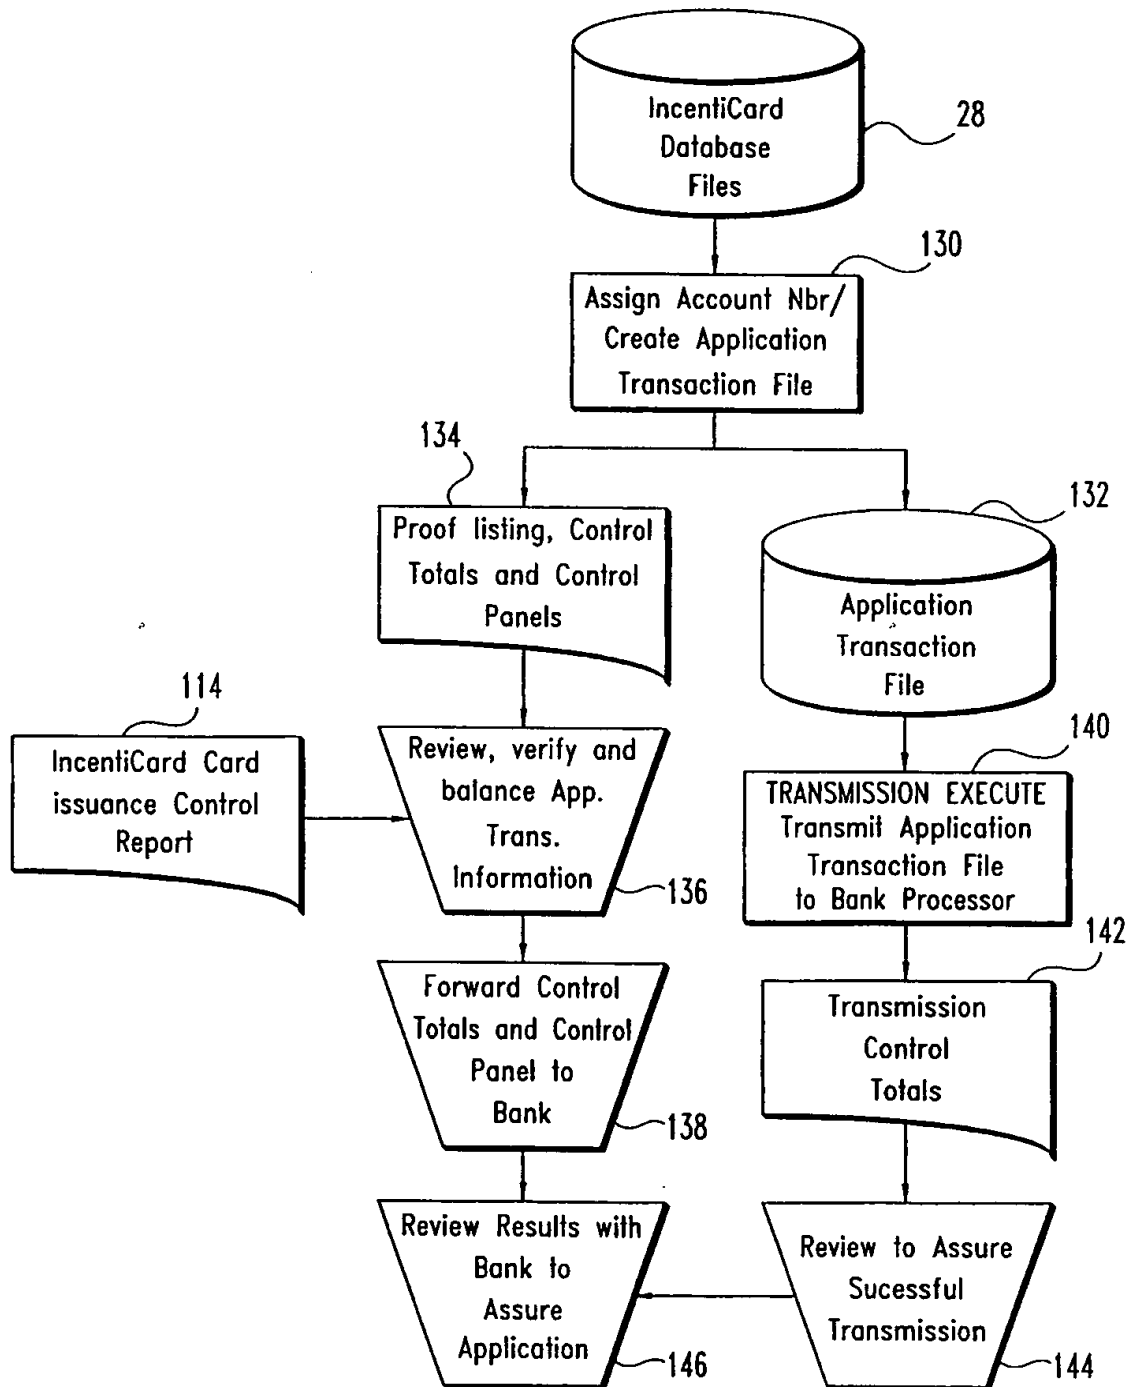 IncentiCard
Database
Files
28
130
Assign Account Nbr/
Create Application
Transaction File
134
Proof listing, Control
Totals and Control
Panels
132
Application
Transaction
File
114
IncentiCard Card
issuance Control
Report
Review, verify and
balance App.
Trans.
Information
136
140
TRANSMISSION EXECUTE
Transmit Application
Transaction File
to Bank Processor
Forward Control
Totals and Control
Panel to
Bank
138
142
Transmission
Control
Totals
Review Results with
Bank to
Assure
Application
146
Review to Assure
Sucessful
Transmission
144